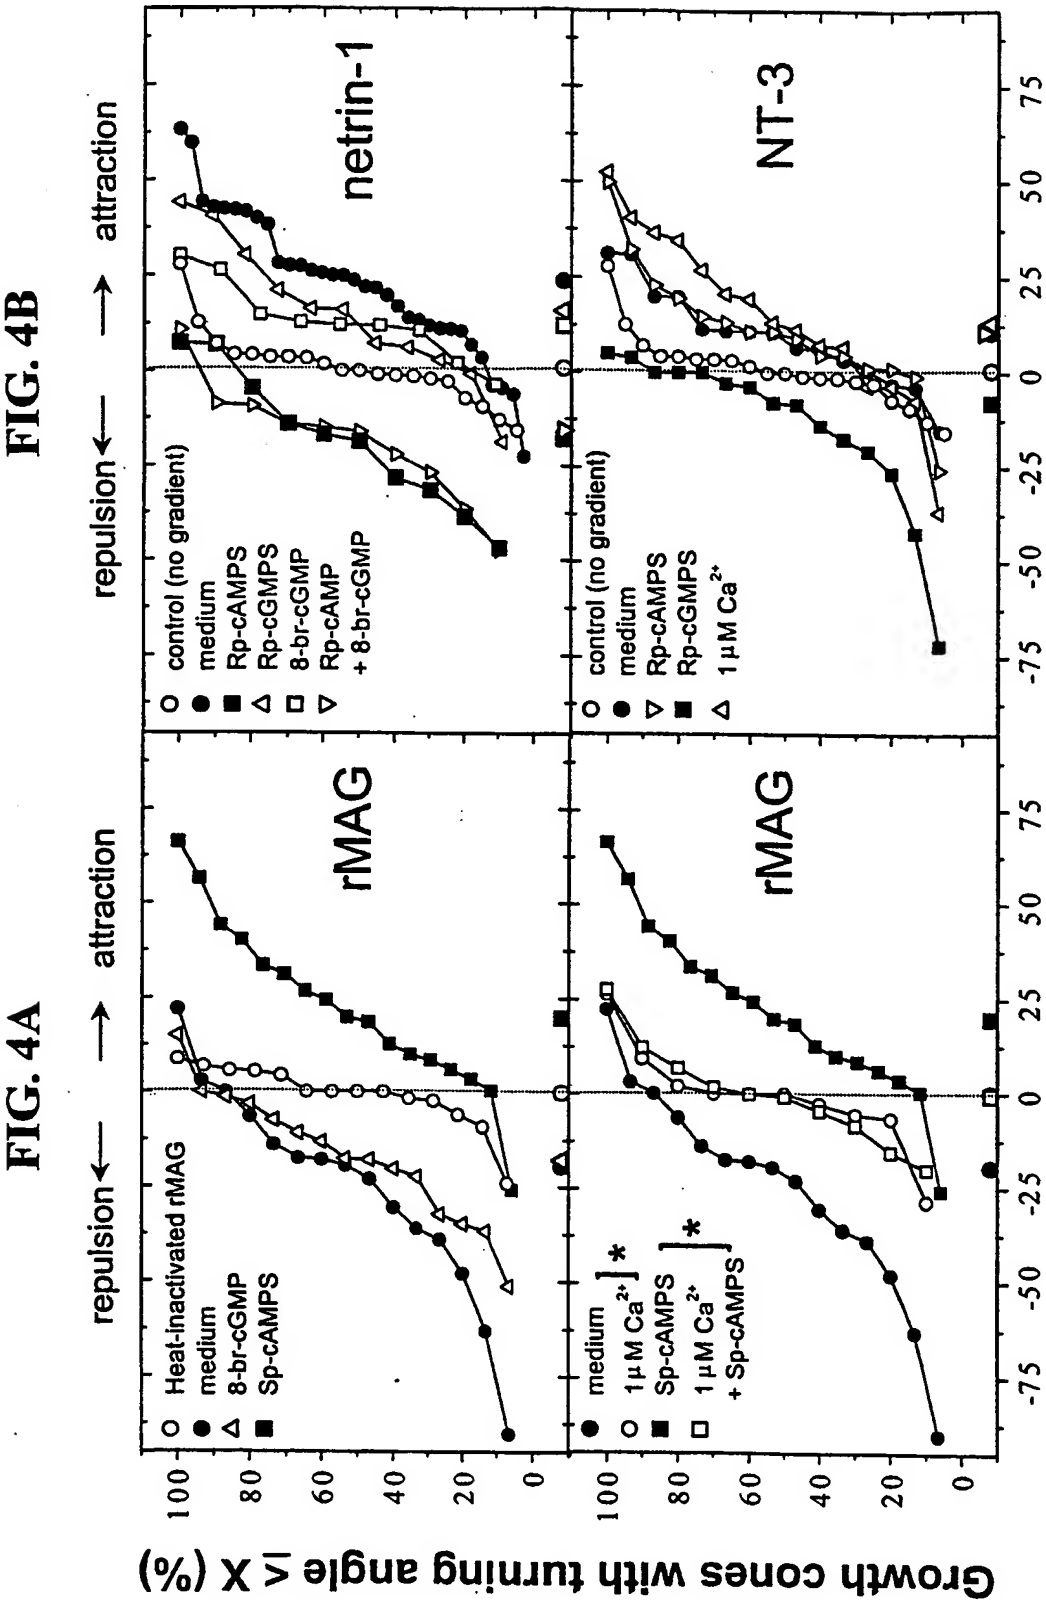 FIG. 4A
FIG. 4B
repulsion
attraction
repulsion
attraction
Growth cones with turning angle ≤ X (%)
100
80
60
40
20
0
Heat-inactivated rMAG
medium
8-br-cGMP
Sp-cAMPS
rMAG
control (no gradient)
medium
Rp-cAMPS
Rp-cGMPS
8-br-cGMP
Rp-cAMP
+ 8-br-cGMP
netrin-1
100
80
60
40
20
0
medium
1 µM Ca²⁺ ] *
Sp-cAMPS
1 µM Ca²⁺ ] *
+ Sp-cAMPS
rMAG
control (no gradient)
medium
Rp-cAMPS
Rp-cGMPS
1 µM Ca²⁺
NT-3
-75 -50 -25 0 25 50 75
-75 -50 -25 0 25 50 75